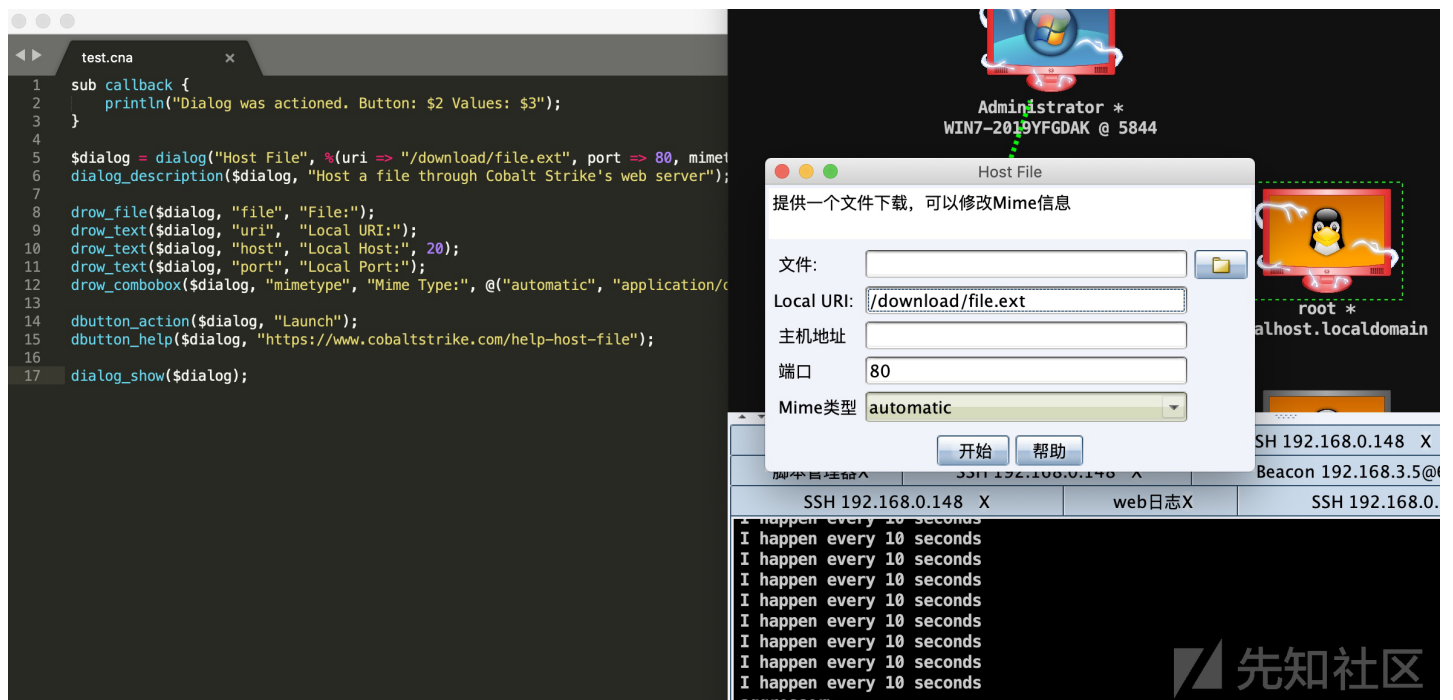 test.cna
1 sub callback {
2 println("Dialog was actioned. Button: $2 Values: $3");
3 }
4
5 $dialog = dialog("Host File", %(uri => "/download/file.ext", port => 80, mimet
6 dialog_description($dialog, "Host a file through Cobalt Strike's web server");
7
8 drow_file($dialog, "file", "File:");
9 drow_text($dialog, "uri",  "Local URI:");
10 drow_text($dialog, "host", "Local Host:", 20);
11 drow_text($dialog, "port", "Local Port:");
12 drow_combobox($dialog, "mimetype", "Mime Type:", @("automatic", "application/
13
14 dbutton_action($dialog, "Launch");
15 dbutton_help($dialog, "https://www.cobaltstrike.com/help-host-file");
16
17 dialog_show($dialog);
Administrator *
WIN7-2019YFGDAK @ 5844
Host File
提供一个文件下载，可以修改Mime信息
文件:
Local URI: /download/file.ext
主机地址
端口 80
Mime类型 automatic
开始 帮助
root *
alhost.localdomain
SH 192.168.0.148 X
脚本管理器X SSH 192.168.0.148 X Beacon 192.168.3.5@6
SSH 192.168.0.148 X web日志X SSH 192.168.0.
I happen every 10 seconds
I happen every 10 seconds
I happen every 10 seconds
I happen every 10 seconds
I happen every 10 seconds
I happen every 10 seconds
I happen every 10 seconds
I happen every 10 seconds
I happen every 10 seconds
先知社区